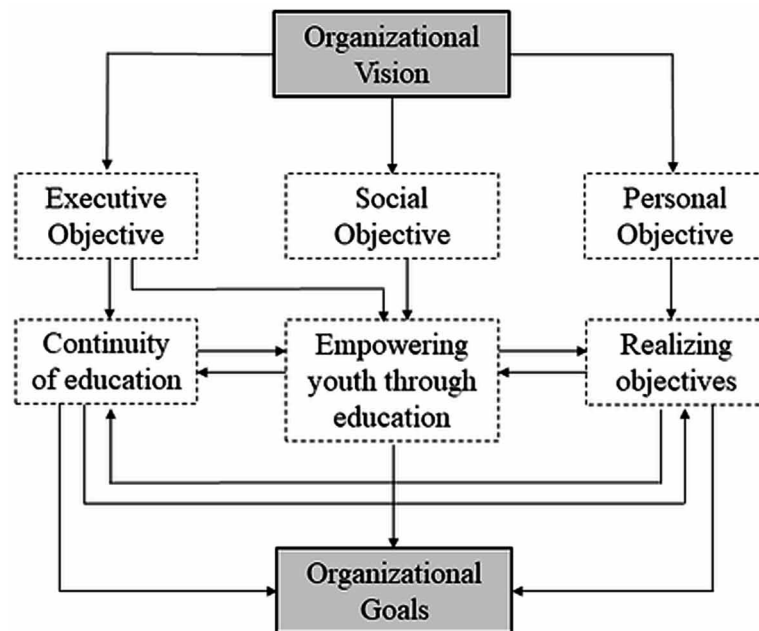 Organizational
Vision
Executive
Objective
Social
Objective
Personal
Objective
Continuity
of education
Empowering
youth through
education
Realizing
objectives
Organizational
Goals